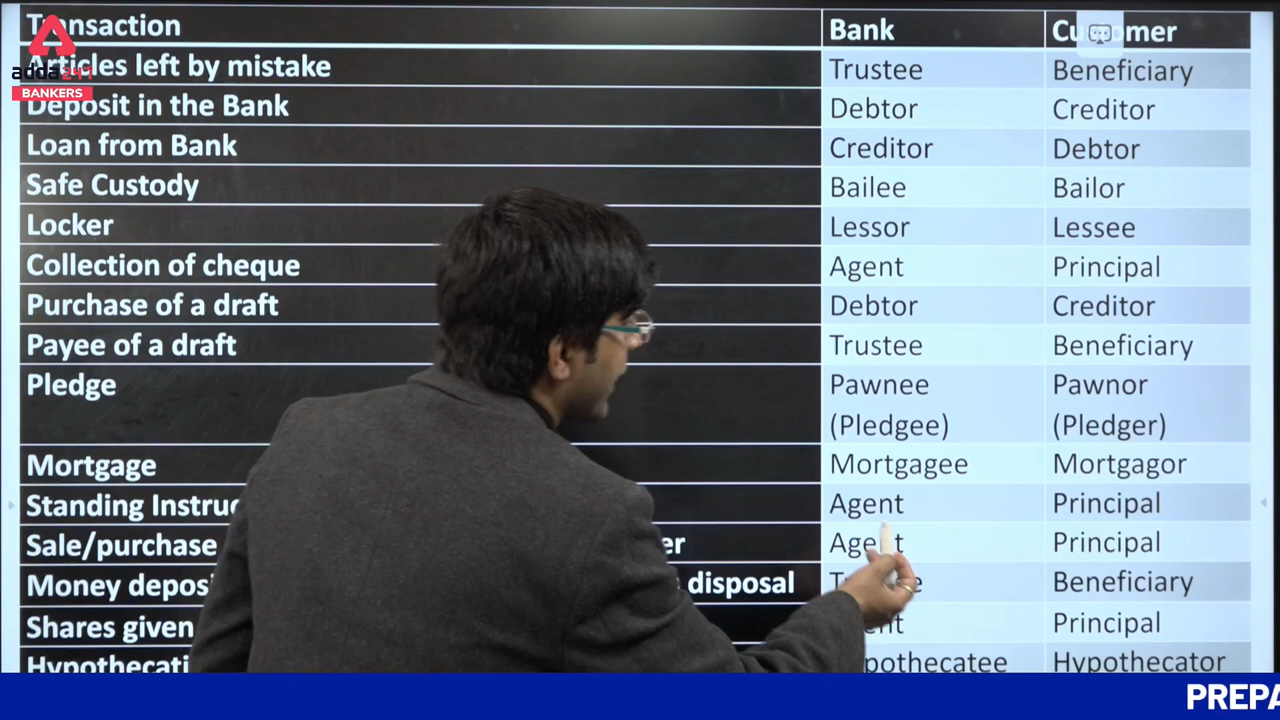 Transaction Bank Customer
Articles left by mistake Trustee Beneficiary
adda 247
BANKERS
Deposit in the Bank Debtor Creditor
Loan from Bank Creditor Debtor
Safe Custody Bailee Bailor
Locker Lessor Lessee
Collection of cheque Agent Principal
Purchase of a draft Debtor Creditor
Payee of a draft Trustee Beneficiary
Pledge Pawnee Pawnor
(Pledgee) (Pledger)
Mortgage Mortgagee Mortgagor
Standing Agent Principal
Sale/purchase Agent Principal
Money disposal Beneficiary
Shares given Principal
Hypothecator
PREPA